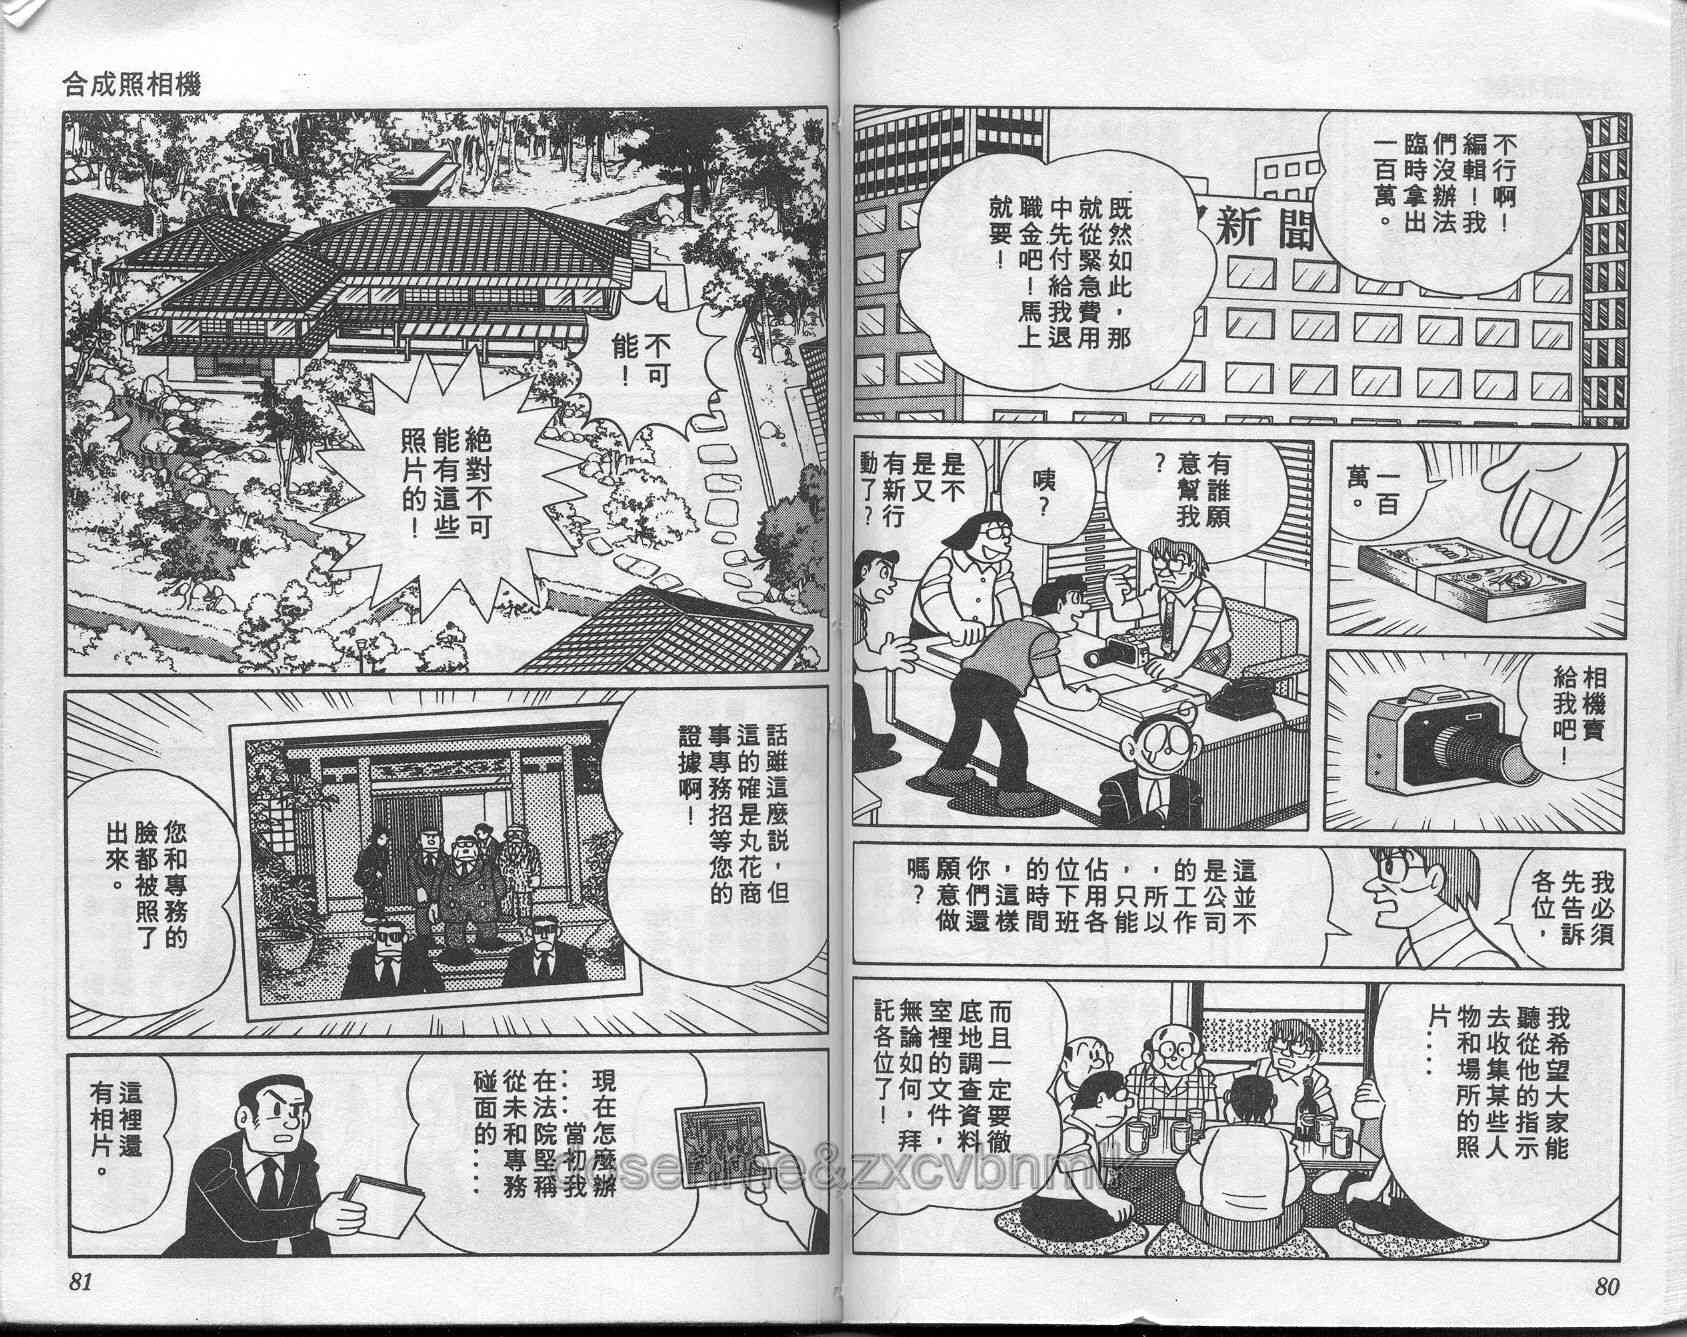 不行啊！
編輯！我
們沒辦法
臨時拿出
一百萬。
既然如此，那
就從緊急費用
中先付給我退
職金吧！馬上
就要！
新聞
一百
萬。
相機賣
給我吧！
有誰願
意幫我
？
咦？
是不
是又
有新行
動了？
我必須
先告訴
各位，
這並不
是公司
的工作
，所以
，只能
佔用各
位下班
的時間
，這樣
你們還
願意做
嗎？
我希望大家能
聽從他的指示
去收集某些人
物和場所的照
片⋯⋯
而且一定要徹
底地調查資料
室裡的文件，
無論如何，拜
託各位了！
80
合成照相機
不可
能！
絕對不可
能有這些
照片的！
話雖這麼說，但
這的確是丸花商
事專務招等您的
證據啊！
您和專務的
臉都被照了
出來。
現在怎麼辦
⋯⋯當初我
在法院堅稱
從未和專務
碰面的⋯⋯
這裡還
有相片。
81